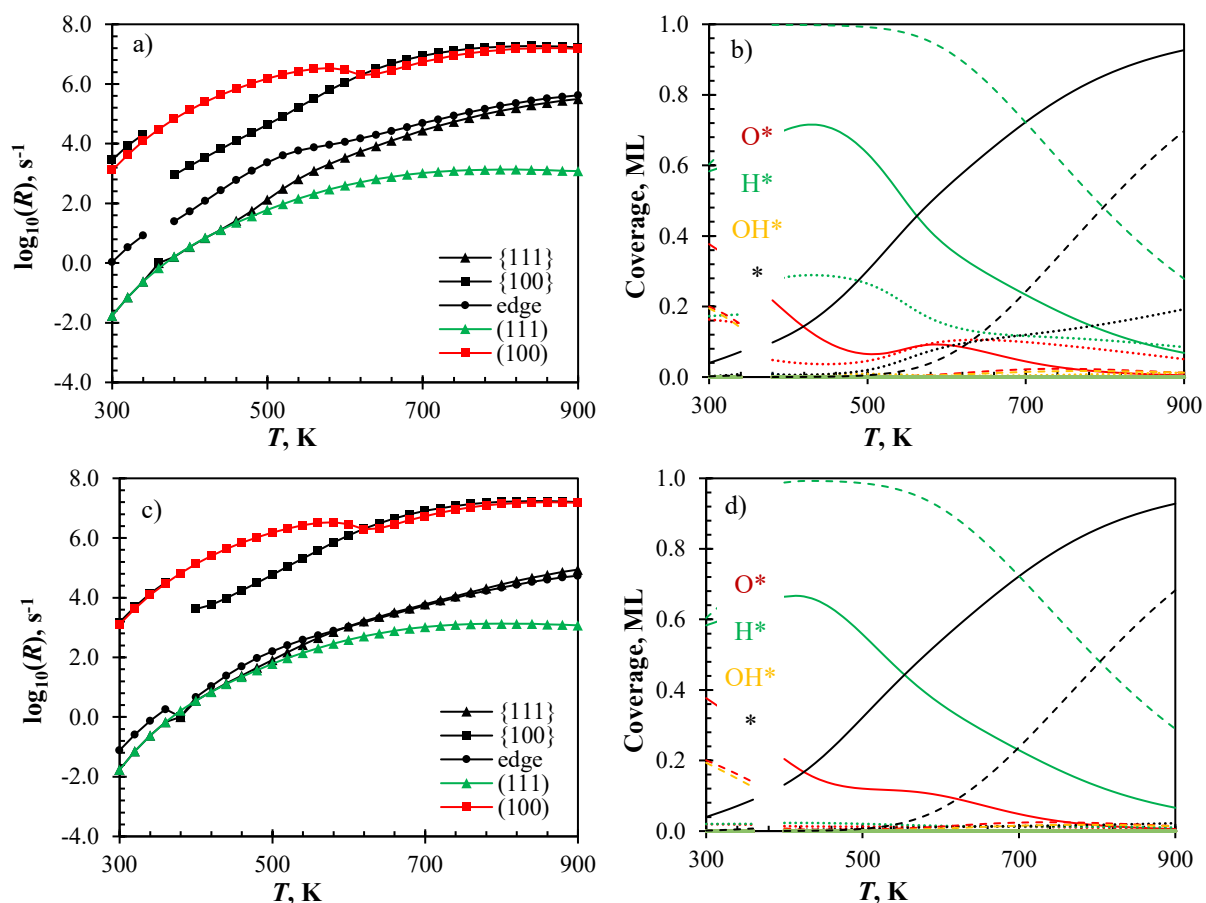 a)
log₁₀(R), s⁻¹
8.0
6.0
4.0
2.0
0.0
-2.0
-4.0
{111}
{100}
edge
(111)
(100)
300
500
700
900
T, K
b)
Coverage, ML
1.0
0.8
0.6
0.4
0.2
0.0
O*
H*
OH*
*
300
500
700
900
T, K
c)
log₁₀(R), s⁻¹
8.0
6.0
4.0
2.0
0.0
-2.0
-4.0
{111}
{100}
edge
(111)
(100)
300
500
700
900
T, K
d)
Coverage, ML
1.0
0.8
0.6
0.4
0.2
0.0
O*
H*
OH*
*
300
500
700
900
T, K